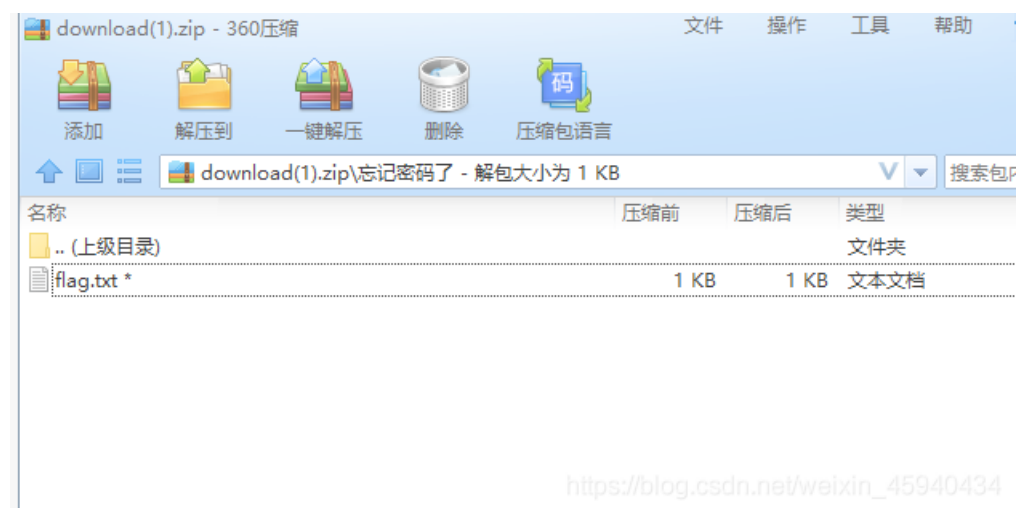 download(1).zip - 360压缩 文件 操作 工具 帮助
码
添加 解压到 一键解压 删除 压缩包语言
download(1).zip\忘记密码了 - 解包大小为 1 KB 搜索包内
名称 压缩前 压缩后 类型
.. (上级目录) 文件夹
flag.txt * 1 KB 1 KB 文本文档
https://blog.csdn.net/weixin_45940434